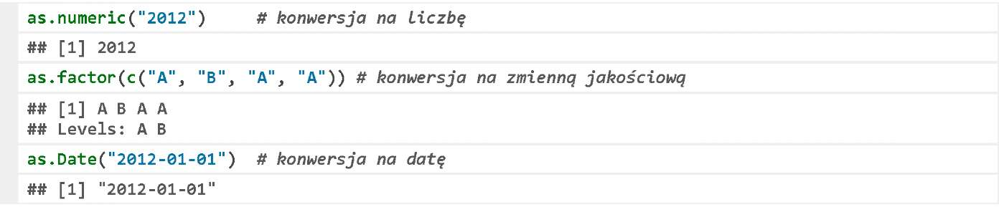 as.numeric("2012")     # konwersja na liczbę
## [1] 2012
as.factor(c("A", "B", "A", "A")) # konwersja na zmienną jakościową
## [1] A B A A
## Levels: A B
as.Date("2012-01-01")  # konwersja na datę
## [1] "2012-01-01"